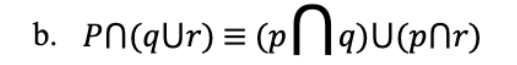 b. P∩(q∪r) ≡ (p⋂q)∪(p∩r)